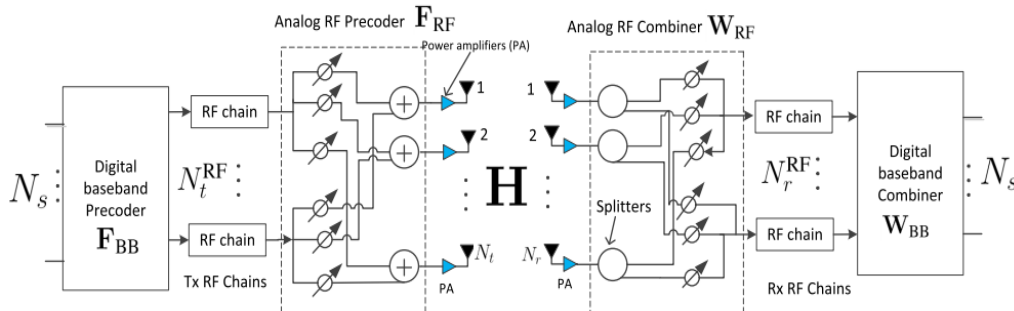 Analog RF Precoder F_RF
Power amplifiers (PA)
Analog RF Combiner W_RF
N_s
Digital
baseband
Precoder
F_BB
RF chain
N_t^RF
RF chain
Tx RF Chains
+
+
+
1
2
N_t
PA
H
1
2
N_r
PA
Splitters
RF chain
N_r^RF
RF chain
Rx RF Chains
Digital
baseband
Combiner
W_BB
N_s